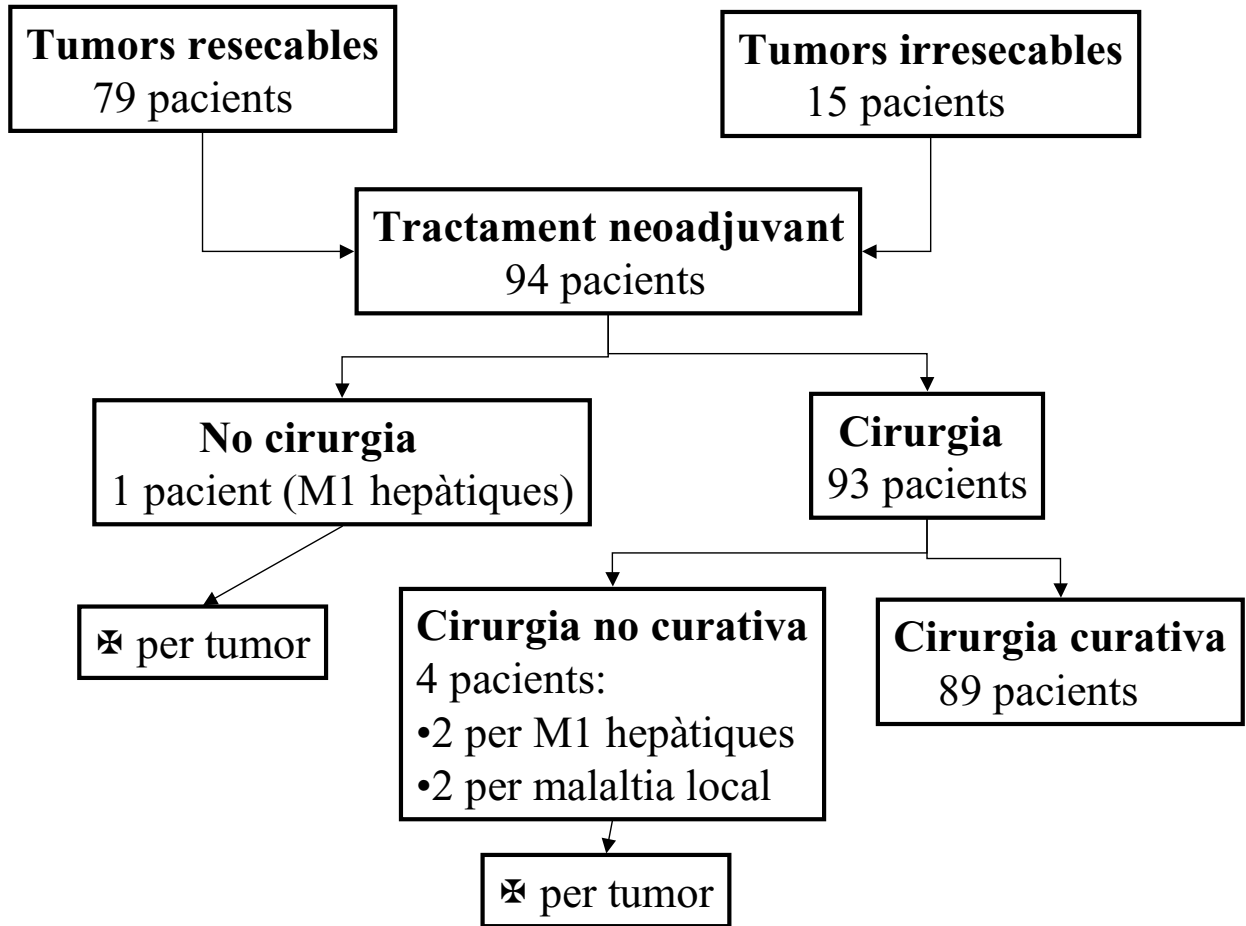 Tumors resecables
79 pacients
Tumors irresecables
15 pacients
Tractament neoadjuvant
94 pacients
No cirurgia
1 pacient (M1 hepàtiques)
Cirurgia
93 pacients
✠ per tumor
Cirurgia no curativa
4 pacients:
•2 per M1 hepàtiques
•2 per malaltia local
Cirurgia curativa
89 pacients
✠ per tumor